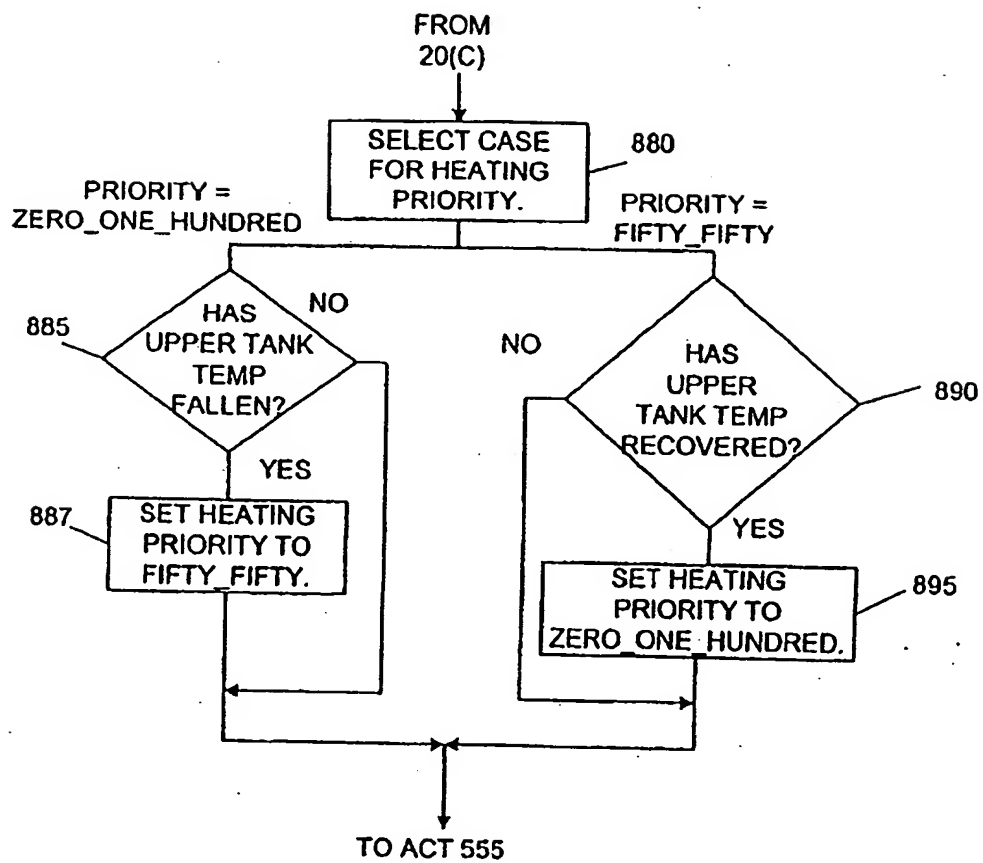 FROM
20(C)
SELECT CASE
FOR HEATING
PRIORITY.
880
PRIORITY =
ZERO_ONE_HUNDRED
PRIORITY =
FIFTY_FIFTY
885
HAS
UPPER TANK
TEMP
FALLEN?
NO
YES
887
SET HEATING
PRIORITY TO
FIFTY_FIFTY.
NO
HAS
UPPER
TANK TEMP
RECOVERED?
890
YES
SET HEATING
PRIORITY TO
ZERO_ONE_HUNDRED.
895
TO ACT 555